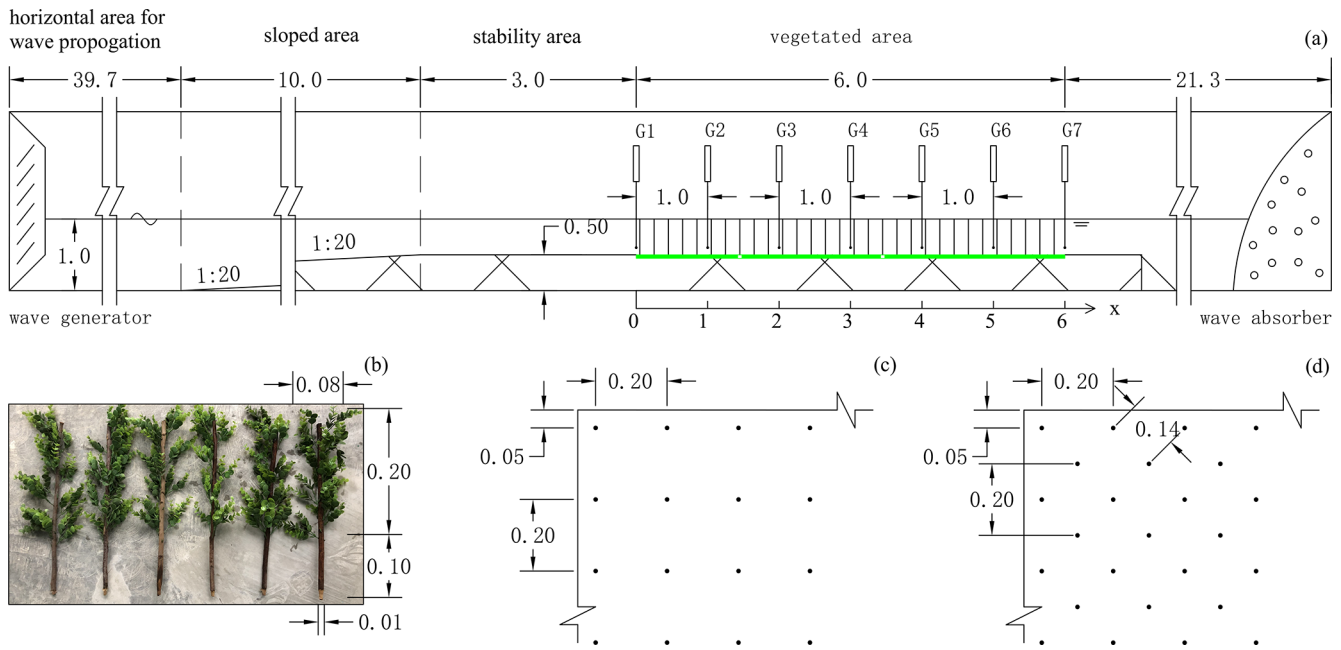 horizontal area for
wave propogation
sloped area
stability area
vegetated area
(a)
39.7
10.0
3.0
6.0
21.3
G1 G2 G3 G4 G5 G6 G7
1.0 1.0 1.0
0.50
1:20
1.0
1:20
wave generator
0 1 2 3 4 5 6 x
wave absorber
(b)
0.08
0.20
0.10
0.01
(c)
0.20
0.05
0.20
(d)
0.20
0.14
0.05
0.20